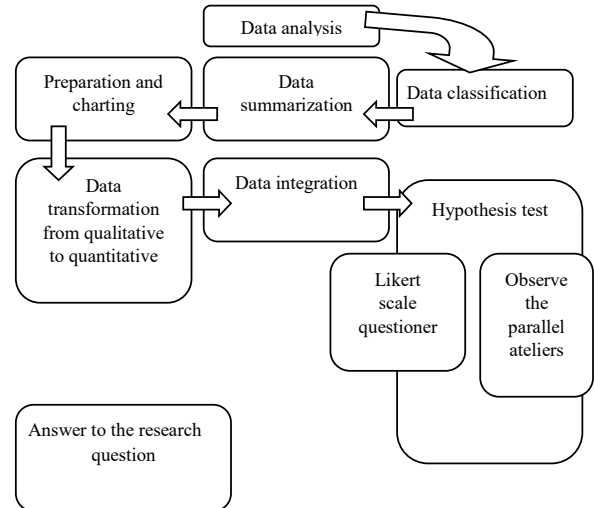 Data analysis
Data classification
Data
summarization
Preparation and
charting
Data
transformation
from qualitative
to quantitative
Data integration
Hypothesis test
Likert
scale
questioner
Observe
the
parallel
ateliers
Answer to the research
question